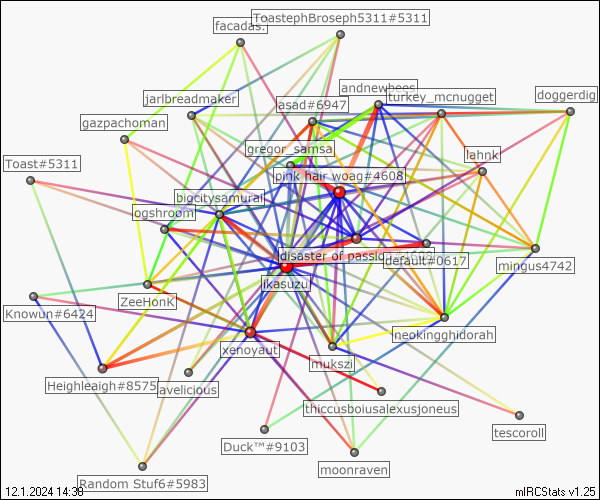 ToastephBroseph5311#5311
facadas.
andnewbees
turkey_mcnugget
doggerdig
jarlbreadmaker
asad#6947
gazpachoman
gregor_samsa
lahnk
Toast#5311
pink hair woag#4608
bigcitysamurai
ogshroom
disaster of passion
default#0617
mingus4742
ikasuzu
ZeeHonk
Knowun#6424
neokingghidorah
xenoyaut
mukszi
Heighleaigh#8575
avelicious
thiccusboiusalexusjoneus
tescoroll
Duck™#9103
moonraven
Random Stuf6#5983
12.1.2024 14:38
mIRCStats v1.25